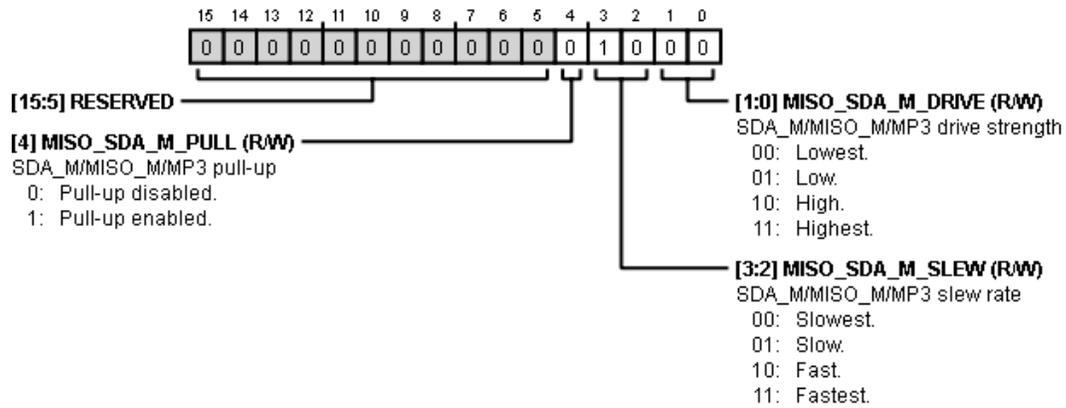 15 14 13 12 11 10 9 8 7 6 5 4 3 2 1 0
0 0 0 0 0 0 0 0 0 0 0 0 1 0 0 0
[15:5] RESERVED
[4] MISO_SDA_M_PULL (R/W)
SDA_M/MISO_M/MP3 pull-up
0: Pull-up disabled.
1: Pull-up enabled.
[1:0] MISO_SDA_M_DRIVE (R/W)
SDA_M/MISO_M/MP3 drive strength
00: Lowest.
01: Low.
10: High.
11: Highest.
[3:2] MISO_SDA_M_SLEW (R/W)
SDA_M/MISO_M/MP3 slew rate
00: Slowest.
01: Slow.
10: Fast.
11: Fastest.